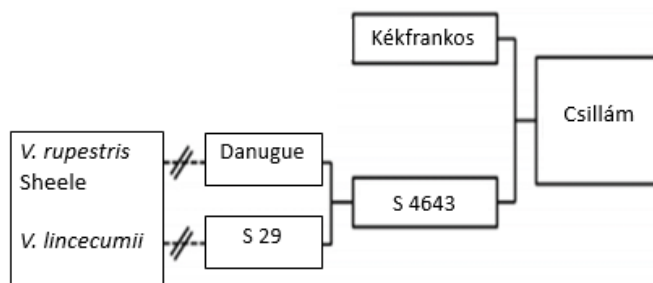 Kékfrankos
Csillám
V. rupestris
Sheele
Danugue
S 4643
V. lincecumii
S 29